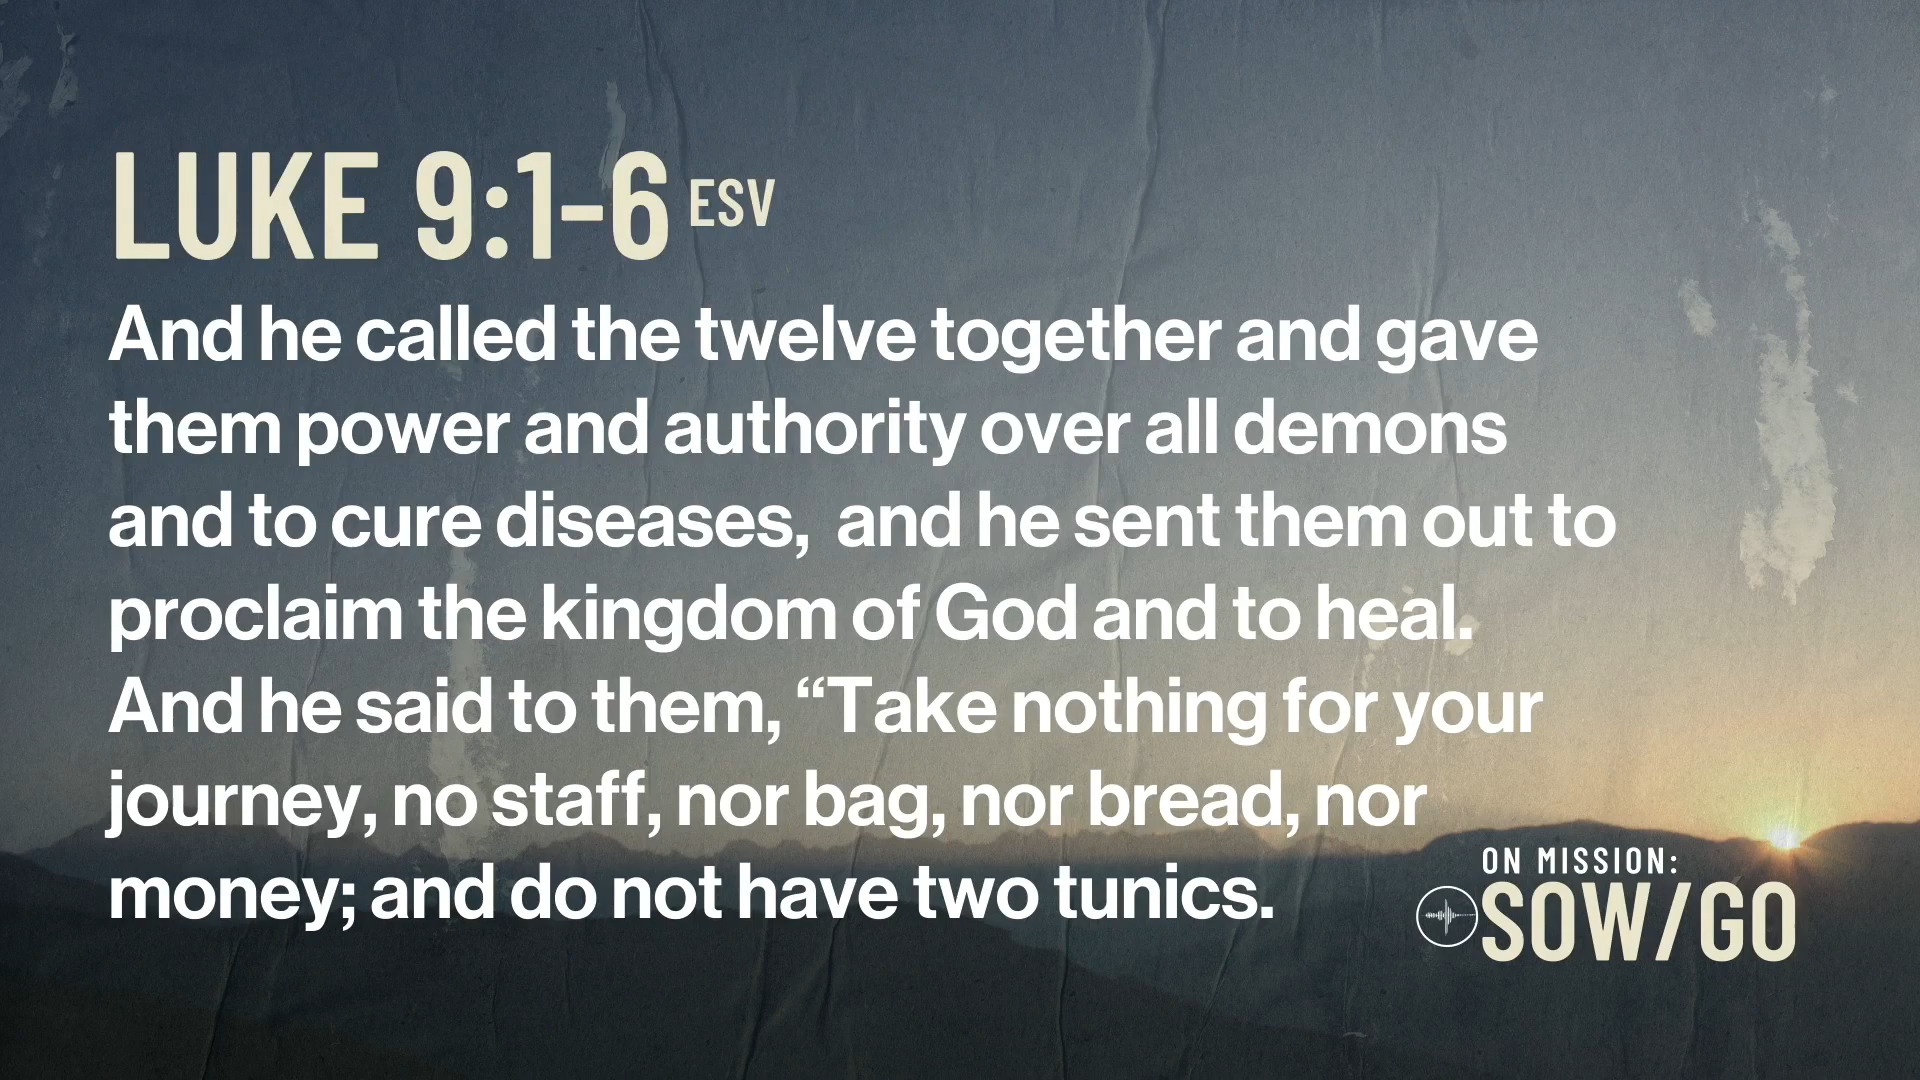 LUKE 9:1-6 ESV
And he called the twelve together and gave
them power and authority over all demons
and to cure diseases,  and he sent them out to
proclaim the kingdom of God and to heal.
And he said to them, “Take nothing for your
journey, no staff, nor bag, nor bread, nor
money; and do not have two tunics.
ON MISSION:
SOW/GO